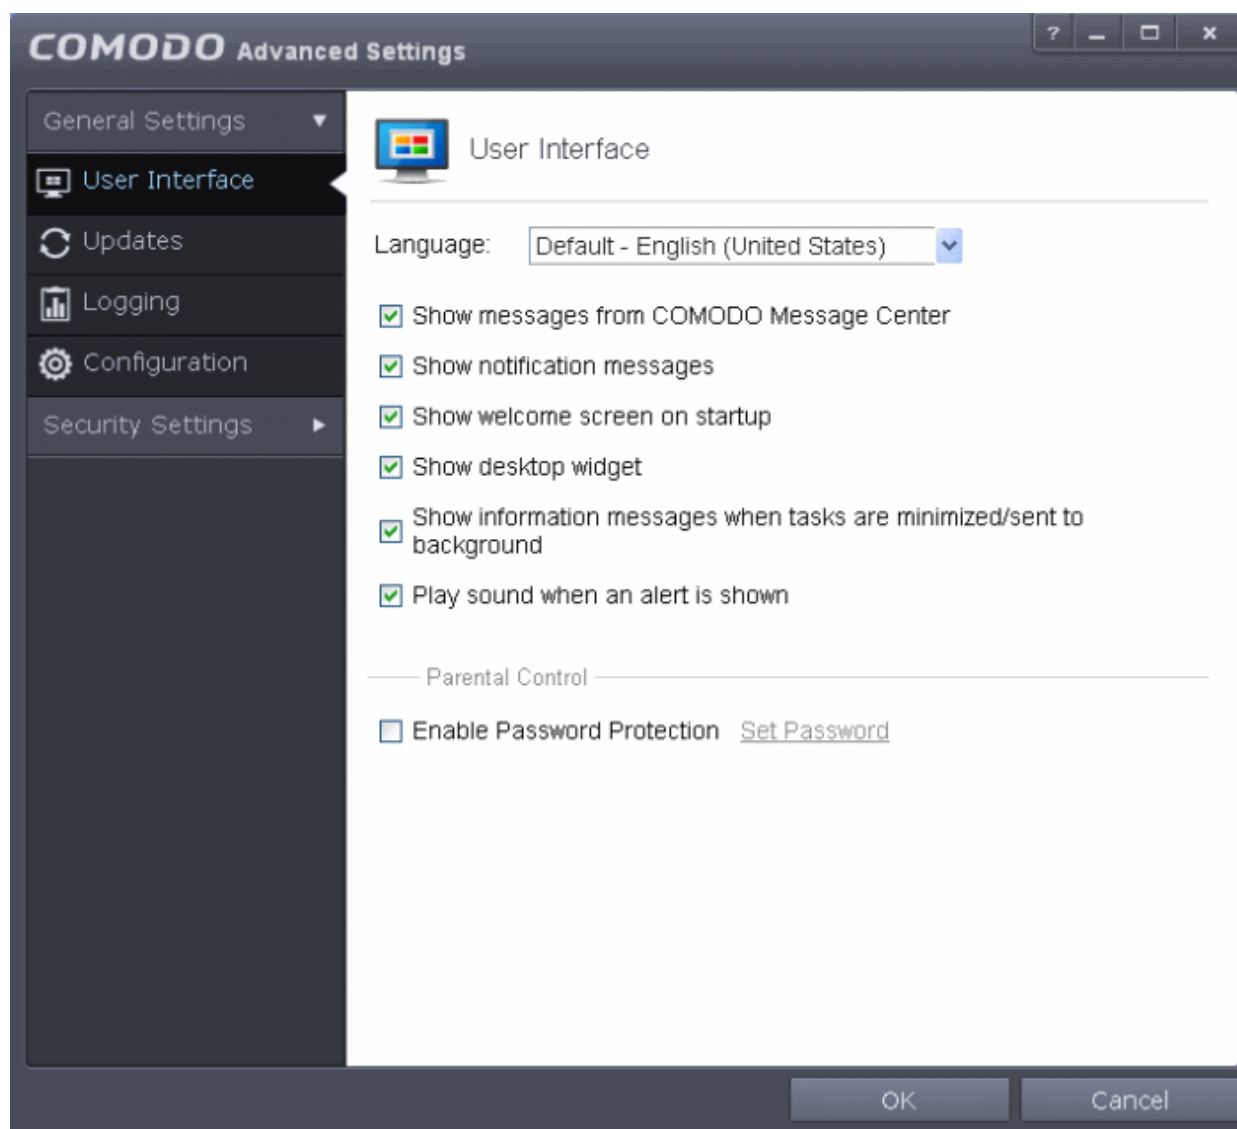 COMODO Advanced Settings
?
General Settings
User Interface
Updates
Logging
Configuration
Security Settings
User Interface
Language: Default - English (United States)
Show messages from COMODO Message Center
Show notification messages
Show welcome screen on startup
Show desktop widget
Show information messages when tasks are minimized/sent to
background
Play sound when an alert is shown
Parental Control
Enable Password Protection Set Password
OK Cancel